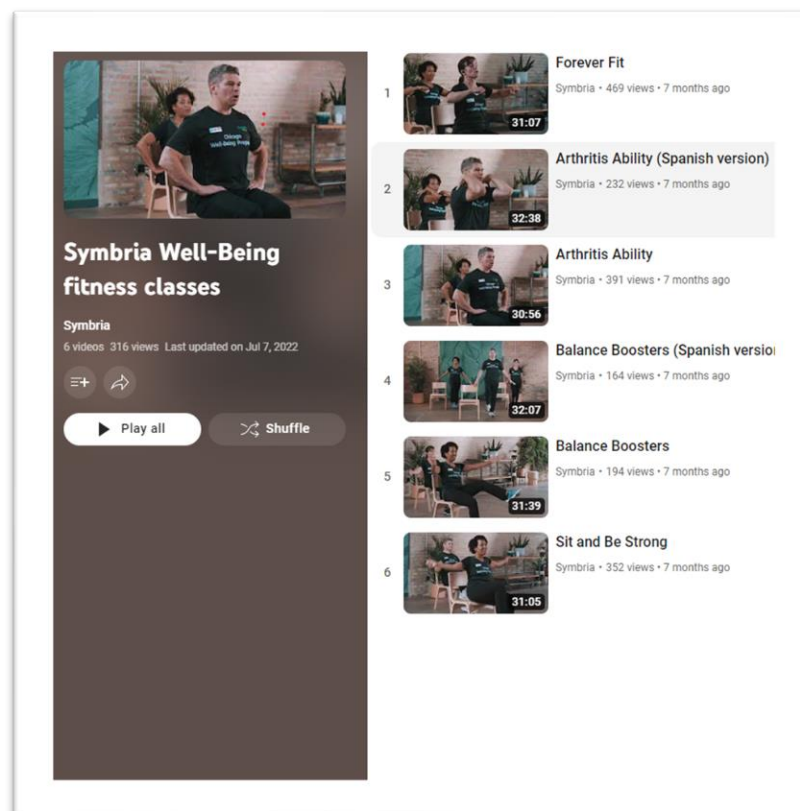 Symbria Well-Being
fitness classes
Symbria
6 videos 316 views Last updated on Jul 7, 2022
Play all
Shuffle
1
31:07
Forever Fit
Symbria • 469 views • 7 months ago
2
32:38
Arthritis Ability (Spanish version)
Symbria • 232 views • 7 months ago
3
30:56
Arthritis Ability
Symbria • 391 views • 7 months ago
4
32:07
Balance Boosters (Spanish versio
Symbria • 164 views • 7 months ago
5
31:39
Balance Boosters
Symbria • 194 views • 7 months ago
6
31:05
Sit and Be Strong
Symbria • 352 views • 7 months ago